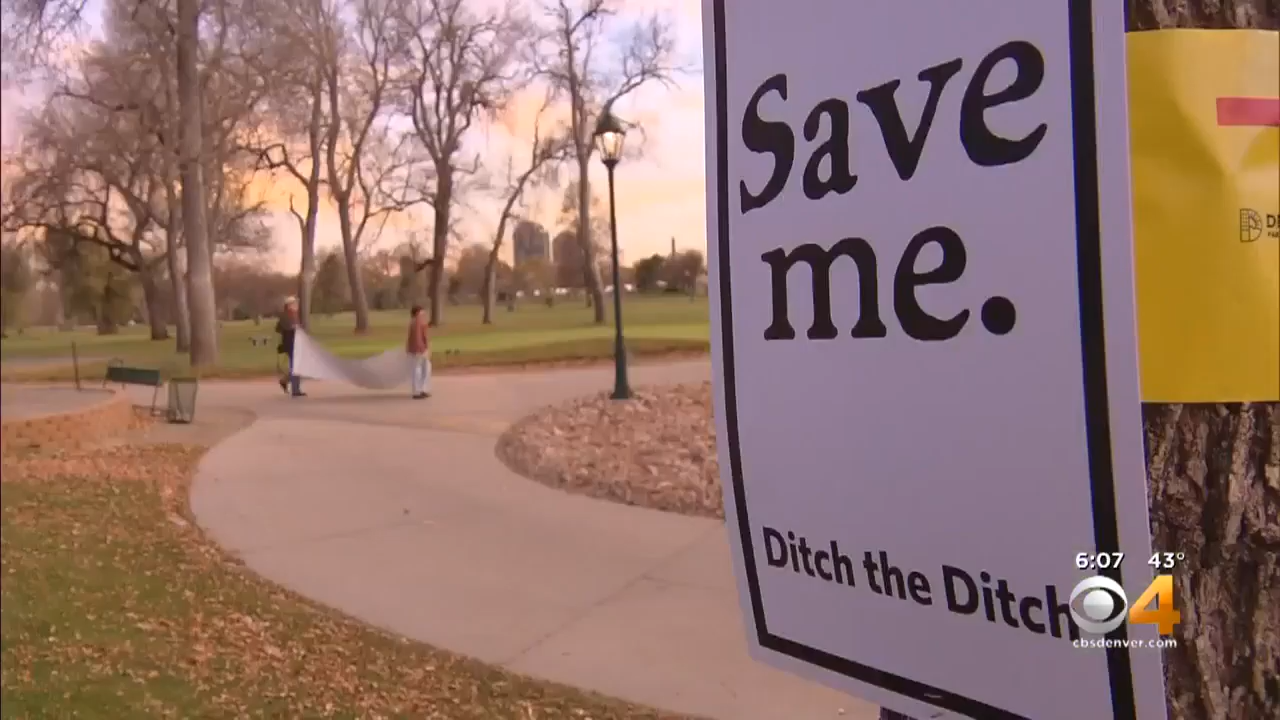 Save
me.
Ditch the Ditch
6:07 43°
4
cbsdenver.com